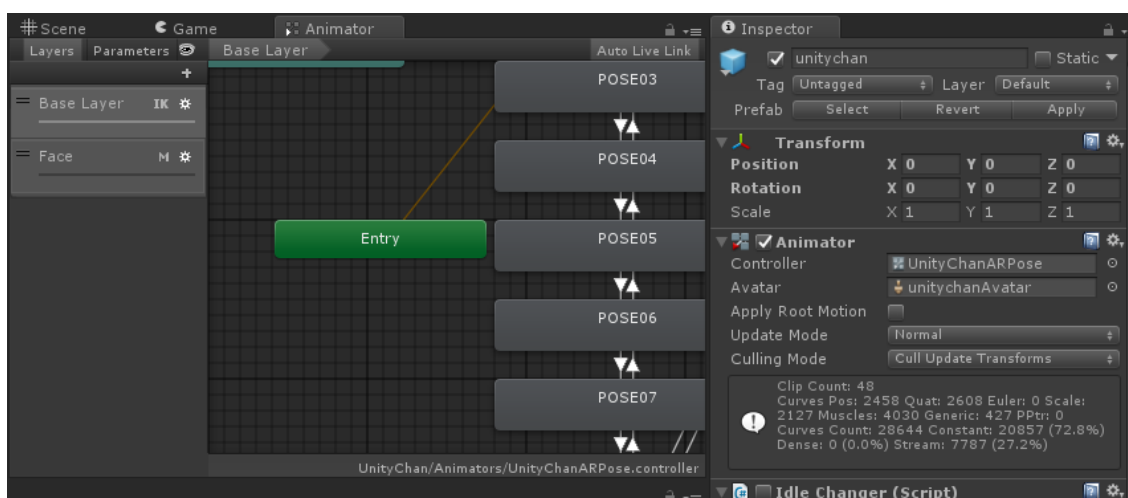 Scene Game Animator
Layers Parameters Base Layer Auto Live Link
+
Base Layer IK
Face M
POSE03
POSE04
Entry POSE05
POSE06
POSE07
UnityChan/Animators/UnityChanARPose.controller
Inspector
unitychan Static
Tag Untagged Layer Default
Prefab Select Revert Apply
Transform
Position X 0 Y 0 Z 0
Rotation X 0 Y 0 Z 0
Scale X 1 Y 1 Z 1
Animator
Controller UnityChanARPose
Avatar unitychanAvatar
Apply Root Motion
Update Mode Normal
Culling Mode Cull Update Transforms
Clip Count: 48
Curves Pos: 2458 Quat: 2608 Euler: 0 Scale:
2127 Muscles: 4030 Generic: 427 PPtr: 0
Curves Count: 28644 Constant: 20857 (72.8%)
Dense: 0 (0.0%) Stream: 7787 (27.2%)
Idle Changer (Script)